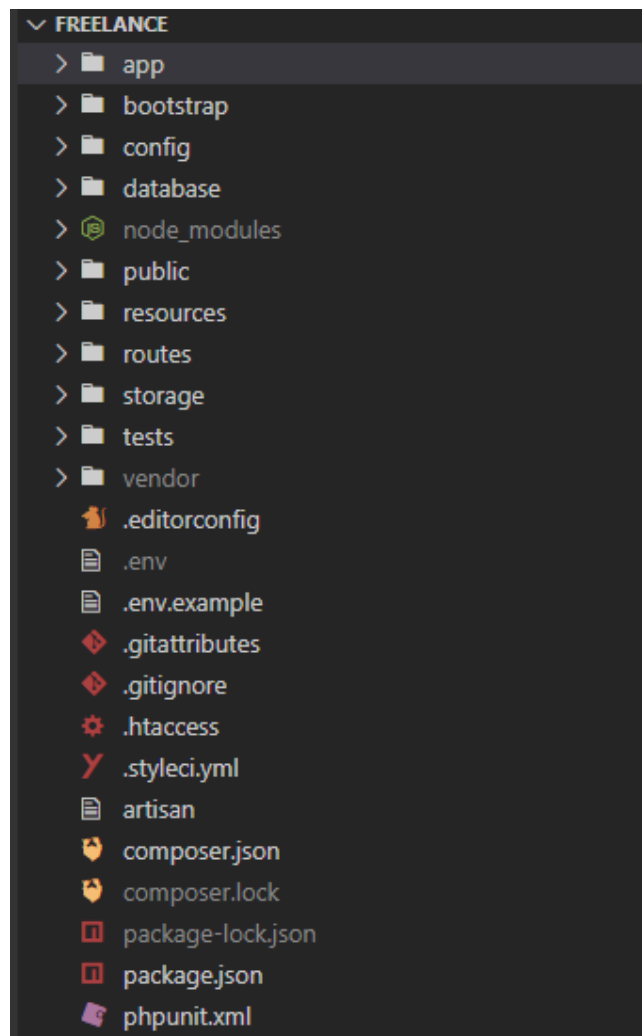 FREELANCE
app
bootstrap
config
database
node_modules
public
resources
routes
storage
tests
vendor
.editorconfig
.env
.env.example
.gitattributes
.gitignore
.htaccess
.styleci.yml
artisan
composer.json
composer.lock
package-lock.json
package.json
phpunit.xml